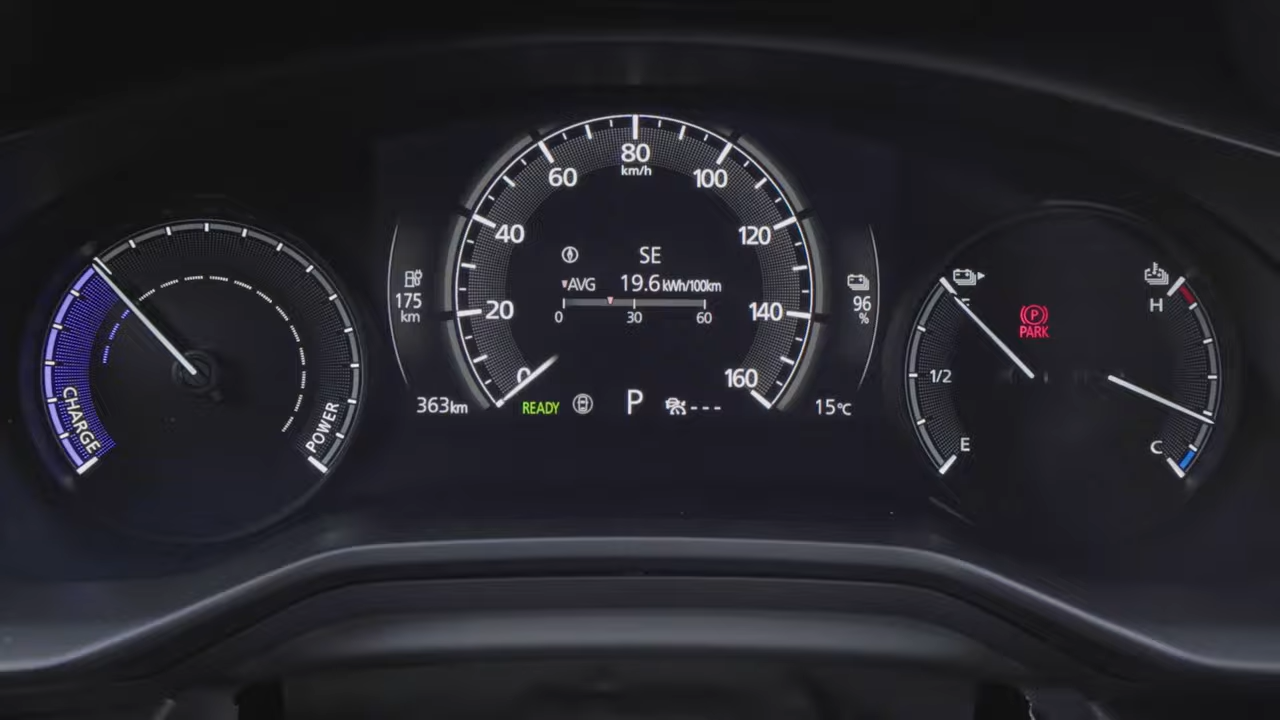 CHARGE
POWER
175
km
0
20
40
60
80
km/h
100
120
140
160
SE
AVG 19.6 kWh/100km
0 30 60
96
%
363km
READY
P
---
15°C
F
1/2
E
P
PARK
H
C